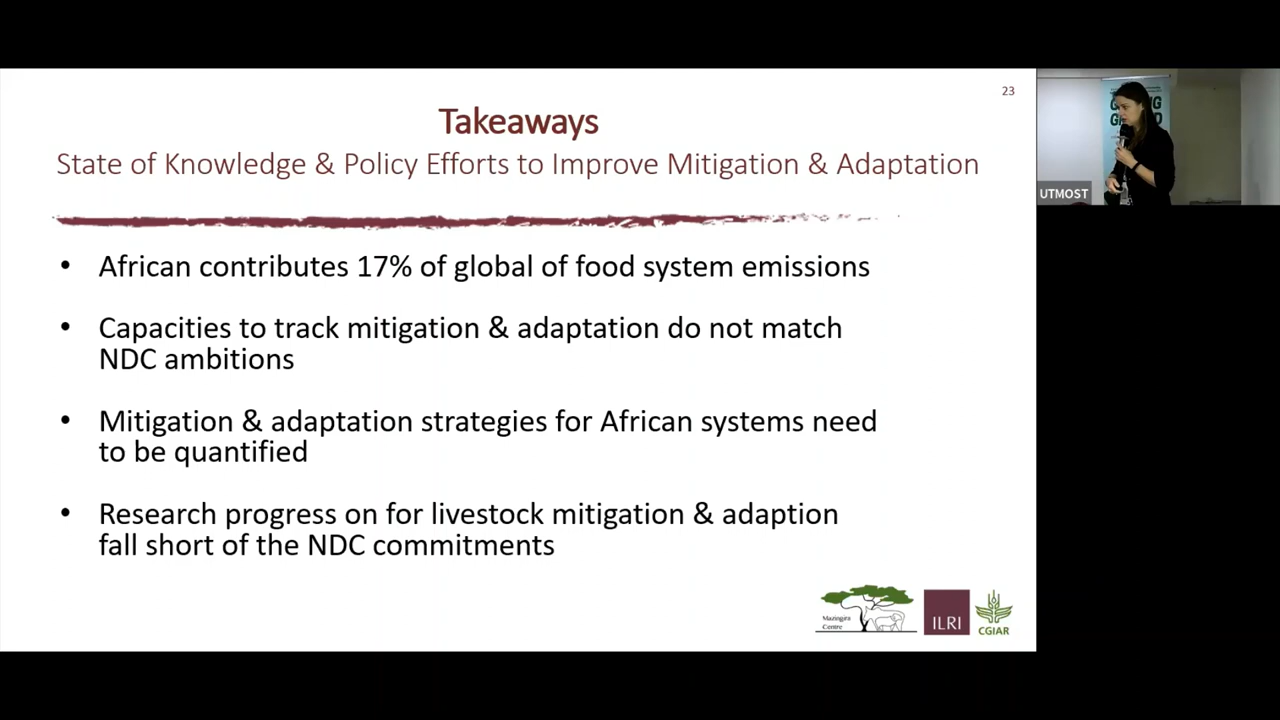 23
Takeaways
State of Knowledge & Policy Efforts to Improve Mitigation & Adaptation
• African contributes 17% of global of food system emissions
• Capacities to track mitigation & adaptation do not match
NDC ambitions
• Mitigation & adaptation strategies for African systems need
to be quantified
• Research progress on for livestock mitigation & adaption
fall short of the NDC commitments
Mazingira
Centre
ILRI
CGIAR
UTMOST